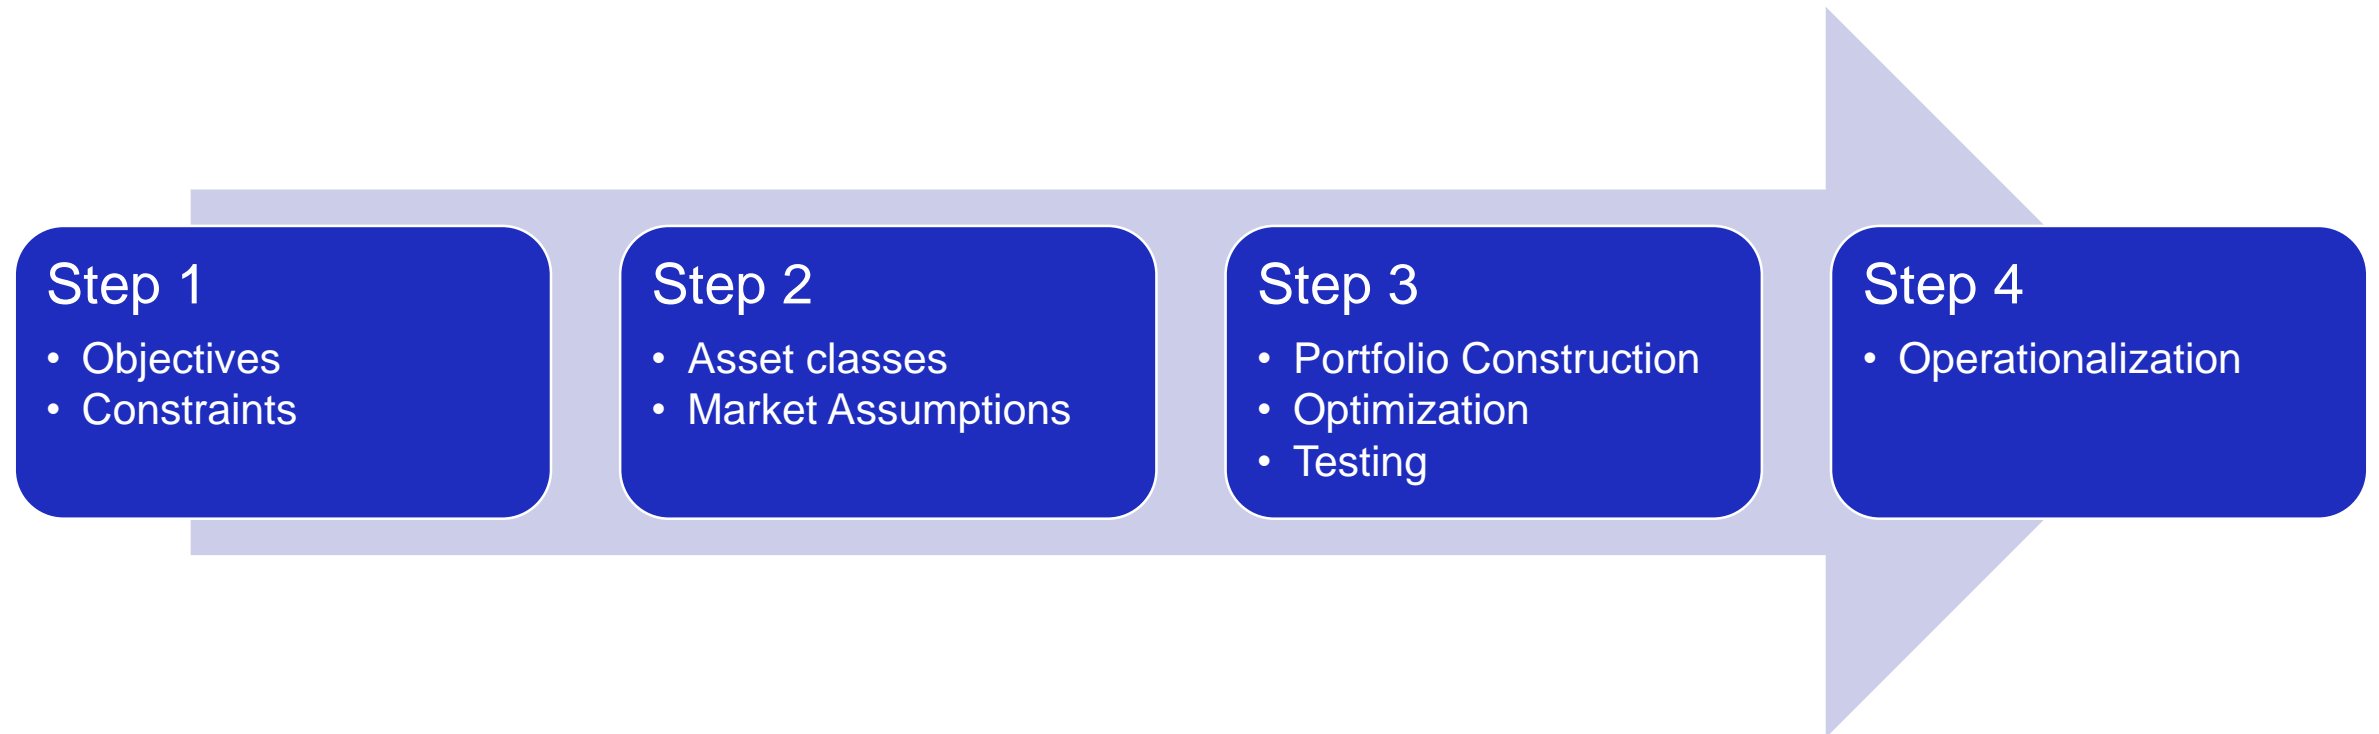 Step 1
• Objectives
• Constraints
Step 2
• Asset classes
• Market Assumptions
Step 3
• Portfolio Construction
• Optimization
• Testing
Step 4
• Operationalization